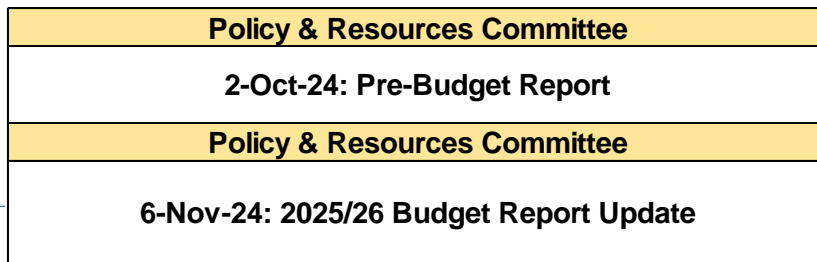 Policy & Resources Committee
2-Oct-24: Pre-Budget Report
Policy & Resources Committee
6-Nov-24: 2025/26 Budget Report Update